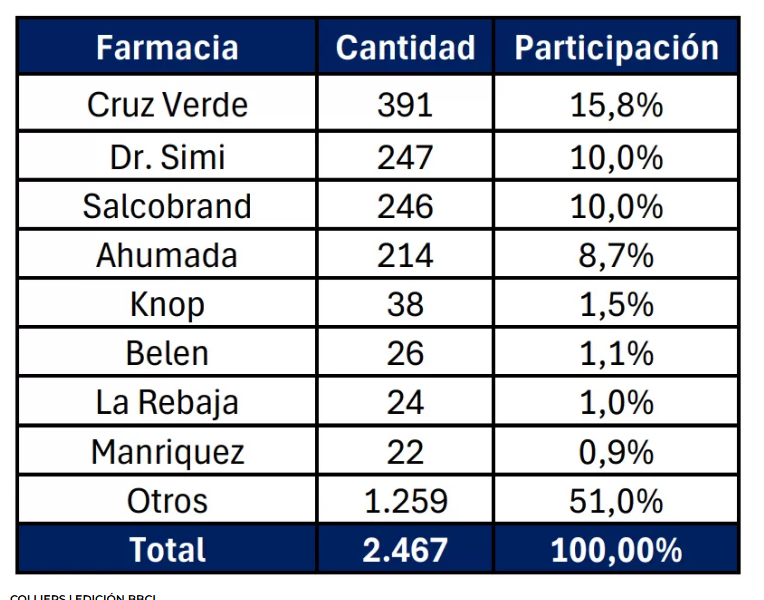 Farmacia Cantidad Participación
Cruz Verde 391 15,8%
Dr. Simi 247 10,0%
Salcobrand 246 10,0%
Ahumada 214 8,7%
Knop 38 1,5%
Belen 26 1,1%
La Rebaja 24 1,0%
Manriquez 22 0,9%
Otros 1.259 51,0%
Total 2.467 100,00%
COLLIERS | EDICIÓN BBCL